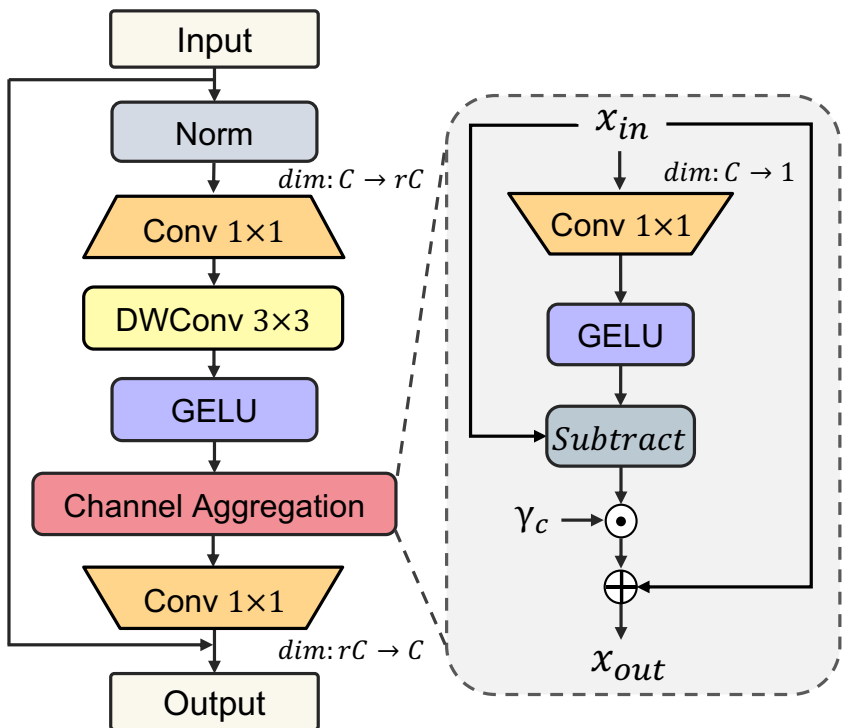 Input
Norm
dim: C → rC
Conv 1×1
DWConv 3×3
GELU
Channel Aggregation
Conv 1×1
dim: rC → C
Output
x_in
dim: C → 1
Conv 1×1
GELU
Subtract
γ_c
x_out